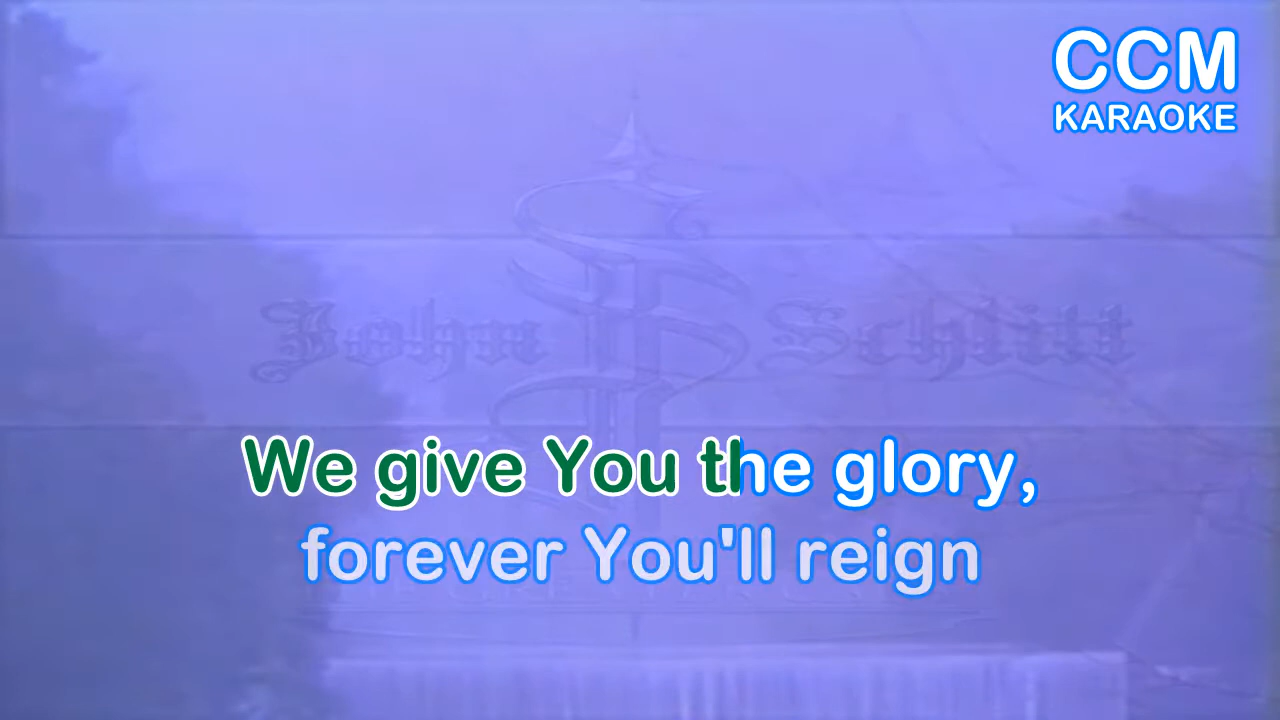 CCM
KARAOKE
John Schlitt
We give You the glory,
forever You'll reign